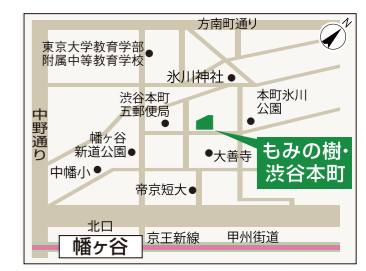 方南町通り
N
東京大学教育学部
附属中等教育学校
氷川神社
中野通り
渋谷本町
五郵便局
本町氷川
公園
幡ヶ谷
新道公園
大善寺
もみの樹・
渋谷本町
中幡小
帝京短大
北口
幡ヶ谷
京王新線
甲州街道